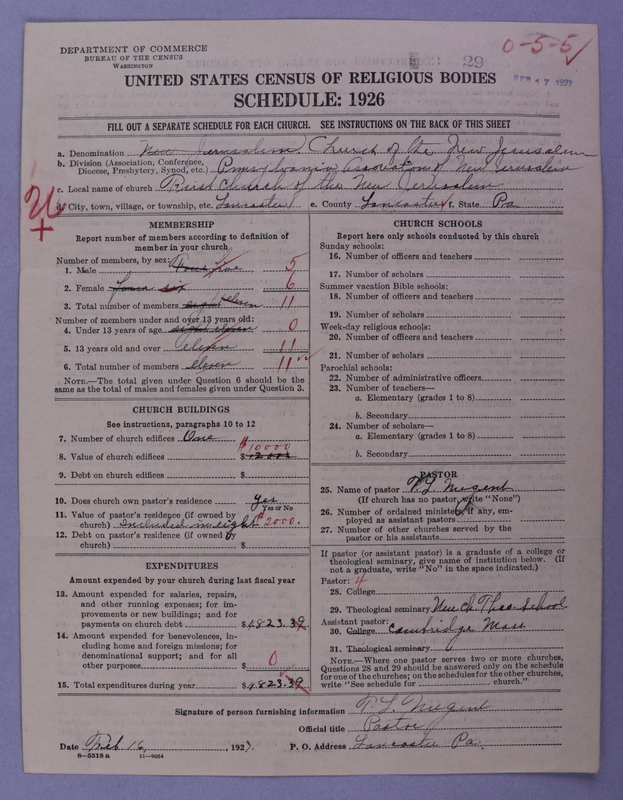 DEPARTMENT OF COMMERCE
BUREAU OF THE CENSUS
WASHINGTON
29
0-5-5✓
FEB 17 1927
UNITED STATES CENSUS OF RELIGIOUS BODIES
SCHEDULE: 1926
FILL OUT A SEPARATE SCHEDULE FOR EACH CHURCH. SEE INSTRUCTIONS ON THE BACK OF THIS SHEET
a. Denomination New Jerusalem Church of the New Jerusalem
b. Division (Association, Conference,
Diocese, Presbytery, Synod, etc.) Pennsylvania Association of New Jerusalem
c. Local name of church First Church of the New Jerusalem
d. City, town, village, or township, etc. Lancaster e. County Lancaster f. State Pa
MEMBERSHIP
Report number of members according to definition of
member in your church
Number of members, by sex:
1. Male Four five 5
2. Female Four six 6
3. Total number of members eight eleven 11
Number of members under and over 13 years old:
4. Under 13 years of age 0
5. 13 years old and over eleven 11
6. Total number of members eleven 11
NOTE.—The total given under Question 6 should be the
same as the total of males and females given under Question 3.
CHURCH BUILDINGS
See instructions, paragraphs 10 to 12
7. Number of church edifices One
8. Value of church edifices $ 10000
9. Debt on church edifices $
10. Does church own pastor's residence yes
Yes or No
11. Value of pastor's residence (if owned by
church) Included in eight $2000.
12. Debt on pastor's residence (if owned by
church) $
EXPENDITURES
Amount expended by your church during last fiscal year
13. Amount expended for salaries, repairs,
and other running expenses; for im-
provements or new buildings; and for
payments on church debt $4823.39
14. Amount expended for benevolences, in-
cluding home and foreign missions; for
denominational support; and for all
other purposes $ 0
15. Total expenditures during year $4823.39
CHURCH SCHOOLS
Report here only schools conducted by this church
Sunday schools:
16. Number of officers and teachers
17. Number of scholars
Summer vacation Bible schools:
18. Number of officers and teachers
19. Number of scholars
Week-day religious schools:
20. Number of officers and teachers
21. Number of scholars
Parochial schools:
22. Number of administrative officers
23. Number of teachers—
a. Elementary (grades 1 to 8)
b. Secondary
24. Number of scholars—
a. Elementary (grades 1 to 8)
b. Secondary
PASTOR
25. Name of pastor T. L. Nugent
(If church has no pastor, write "None")
26. Number of ordained ministers, if any, em-
ployed as assistant pastors
27. Number of other churches served by the
pastor or his assistants
If pastor (or assistant pastor) is a graduate of a college or
theological seminary, give name of institution below. (If
not a graduate, write "No" in the space indicated.)
Pastor: 4
28. College
29. Theological seminary New Ch. Theo. School
Assistant pastor:
30. College Cambridge Mass.
31. Theological seminary
NOTE.—Where one pastor serves two or more churches,
Questions 28 and 29 should be answered only on the schedule
for one of the churches; on the schedules for the other churches,
write "See schedule for church."
Signature of person furnishing information T. L. Nugent
Official title Pastor
Date Feb 16, 1927. P. O. Address Lancaster Pa.
8—5518 a 11—9054